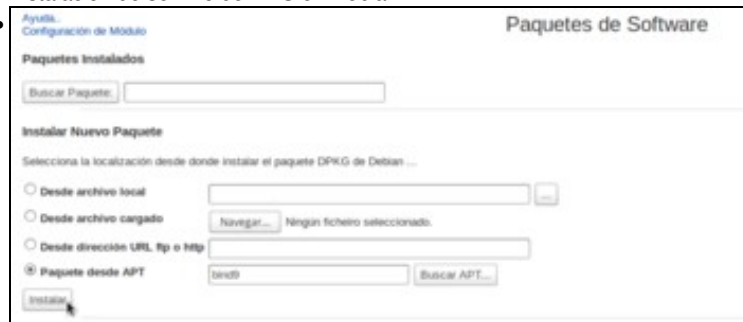 Ayuda..
Configuración de Módulo
Paquetes de Software
Paquetes Instalados
Buscar Paquete:
Instalar Nuevo Paquete
Selecciona la localización desde donde instalar el paquete DPKG de Debian ...
Desde archivo local ...
Desde archivo cargado Navegar... Ningún ficheiro seleccionado.
Desde dirección URL ftp o http
Paquete desde APT bind9 Buscar APT...
Instalar